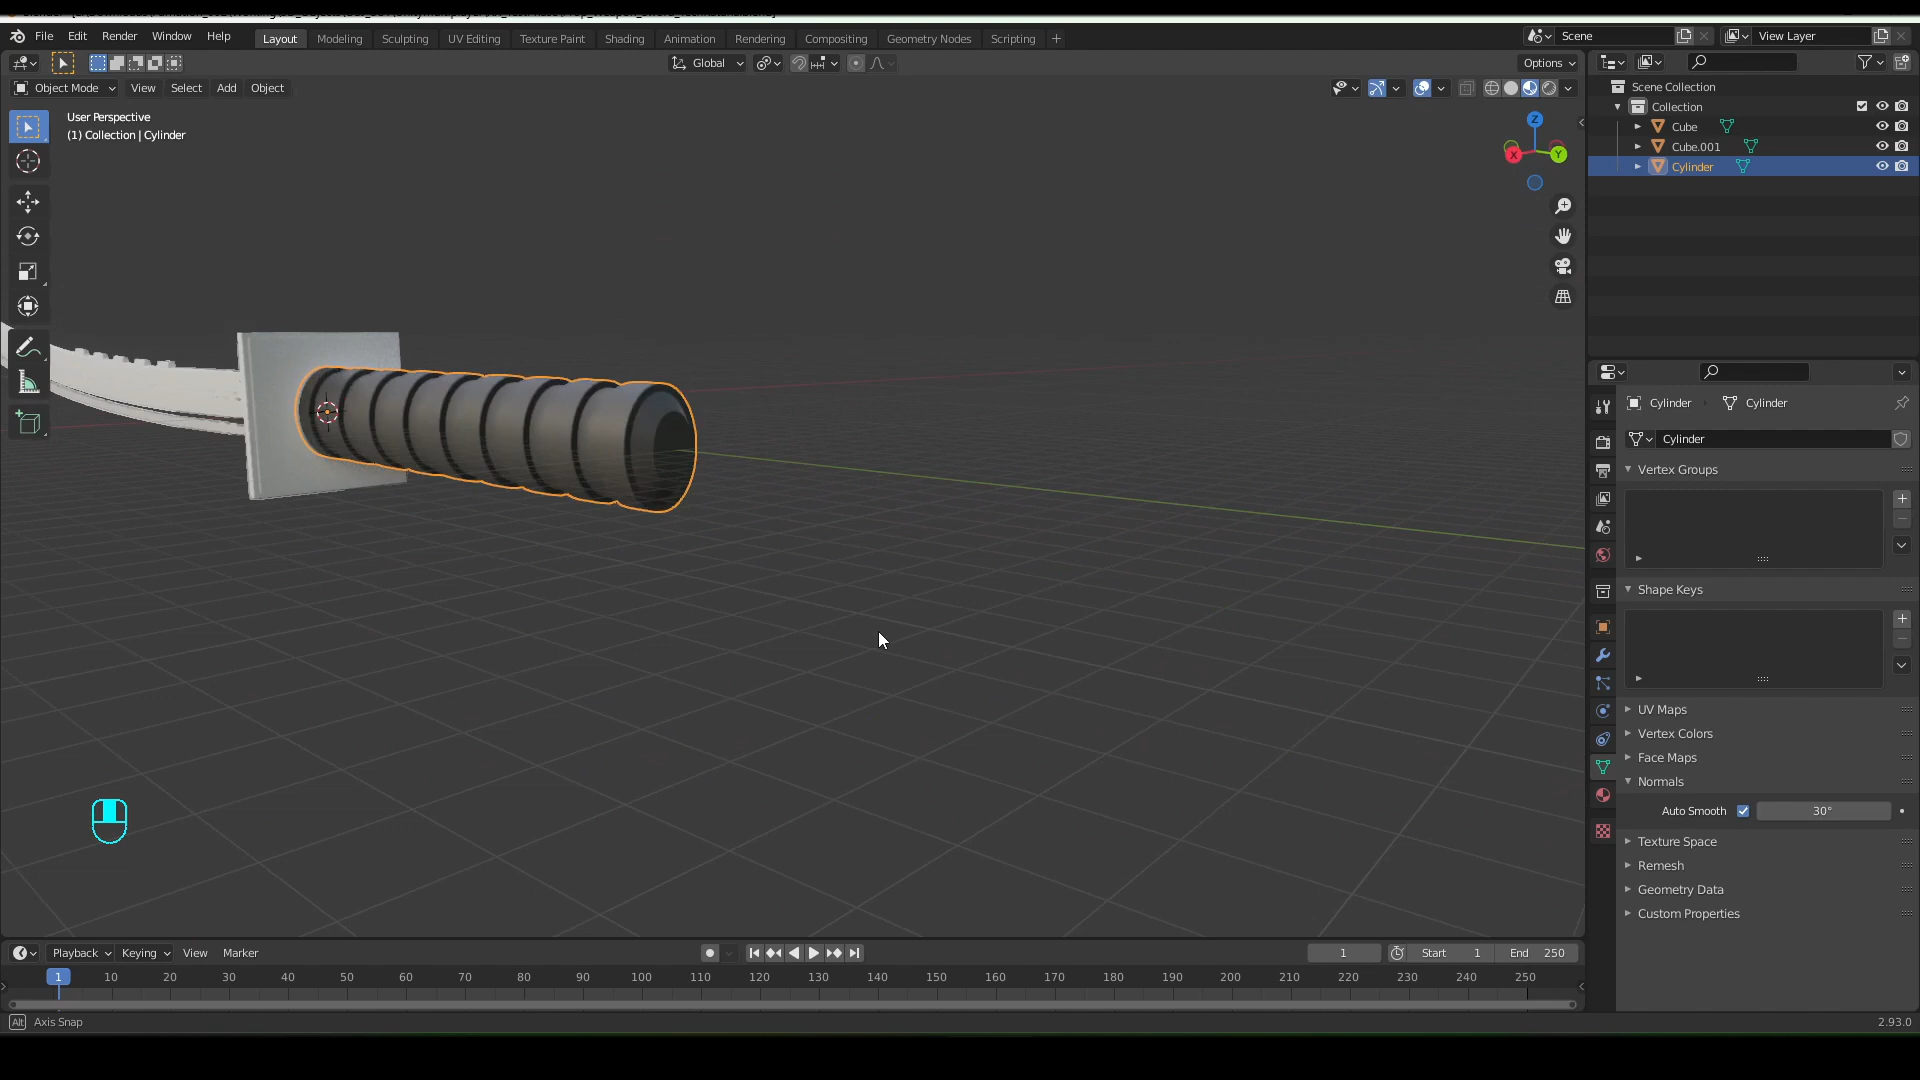 File Edit Render Window Help Layout Modeling Sculpting UV Editing Texture Paint Shading Animation Rendering Compositing Geometry Nodes Scripting + Scene View Layer
Global Options
Object Mode View Select Add Object
User Perspective
(1) Collection | Cylinder
Z
X
Y
Scene Collection
Collection
Cube
Cube.001
Cylinder
Cylinder Cylinder
Cylinder
Vertex Groups
Shape Keys
UV Maps
Vertex Colors
Face Maps
Normals
Auto Smooth 30°
Texture Space
Remesh
Geometry Data
Custom Properties
Playback Keying View Marker 1 Start 1 End 250
1 10 20 30 40 50 60 70 80 90 100 110 120 130 140 150 160 170 180 190 200 210 220 230 240 250
Alt Axis Snap 2.93.0